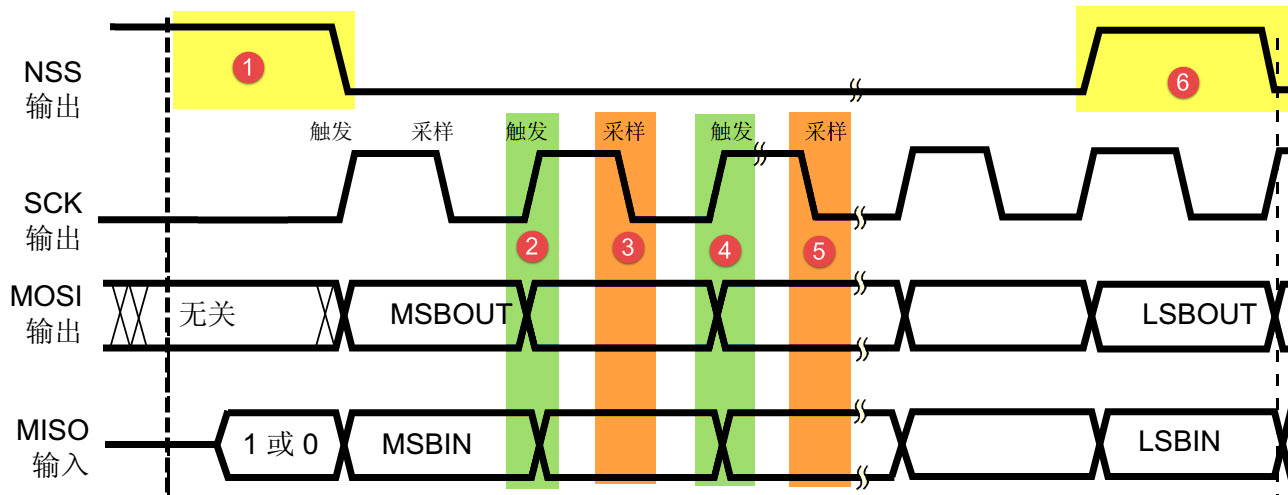 NSS
输出
1
6
触发 采样 触发 采样 触发 采样
SCK
输出
2 3 4 5
MOSI
输出
无关 MSBOUT LSBOUT
MISO
输入
1 或 0 MSBIN LSBIN